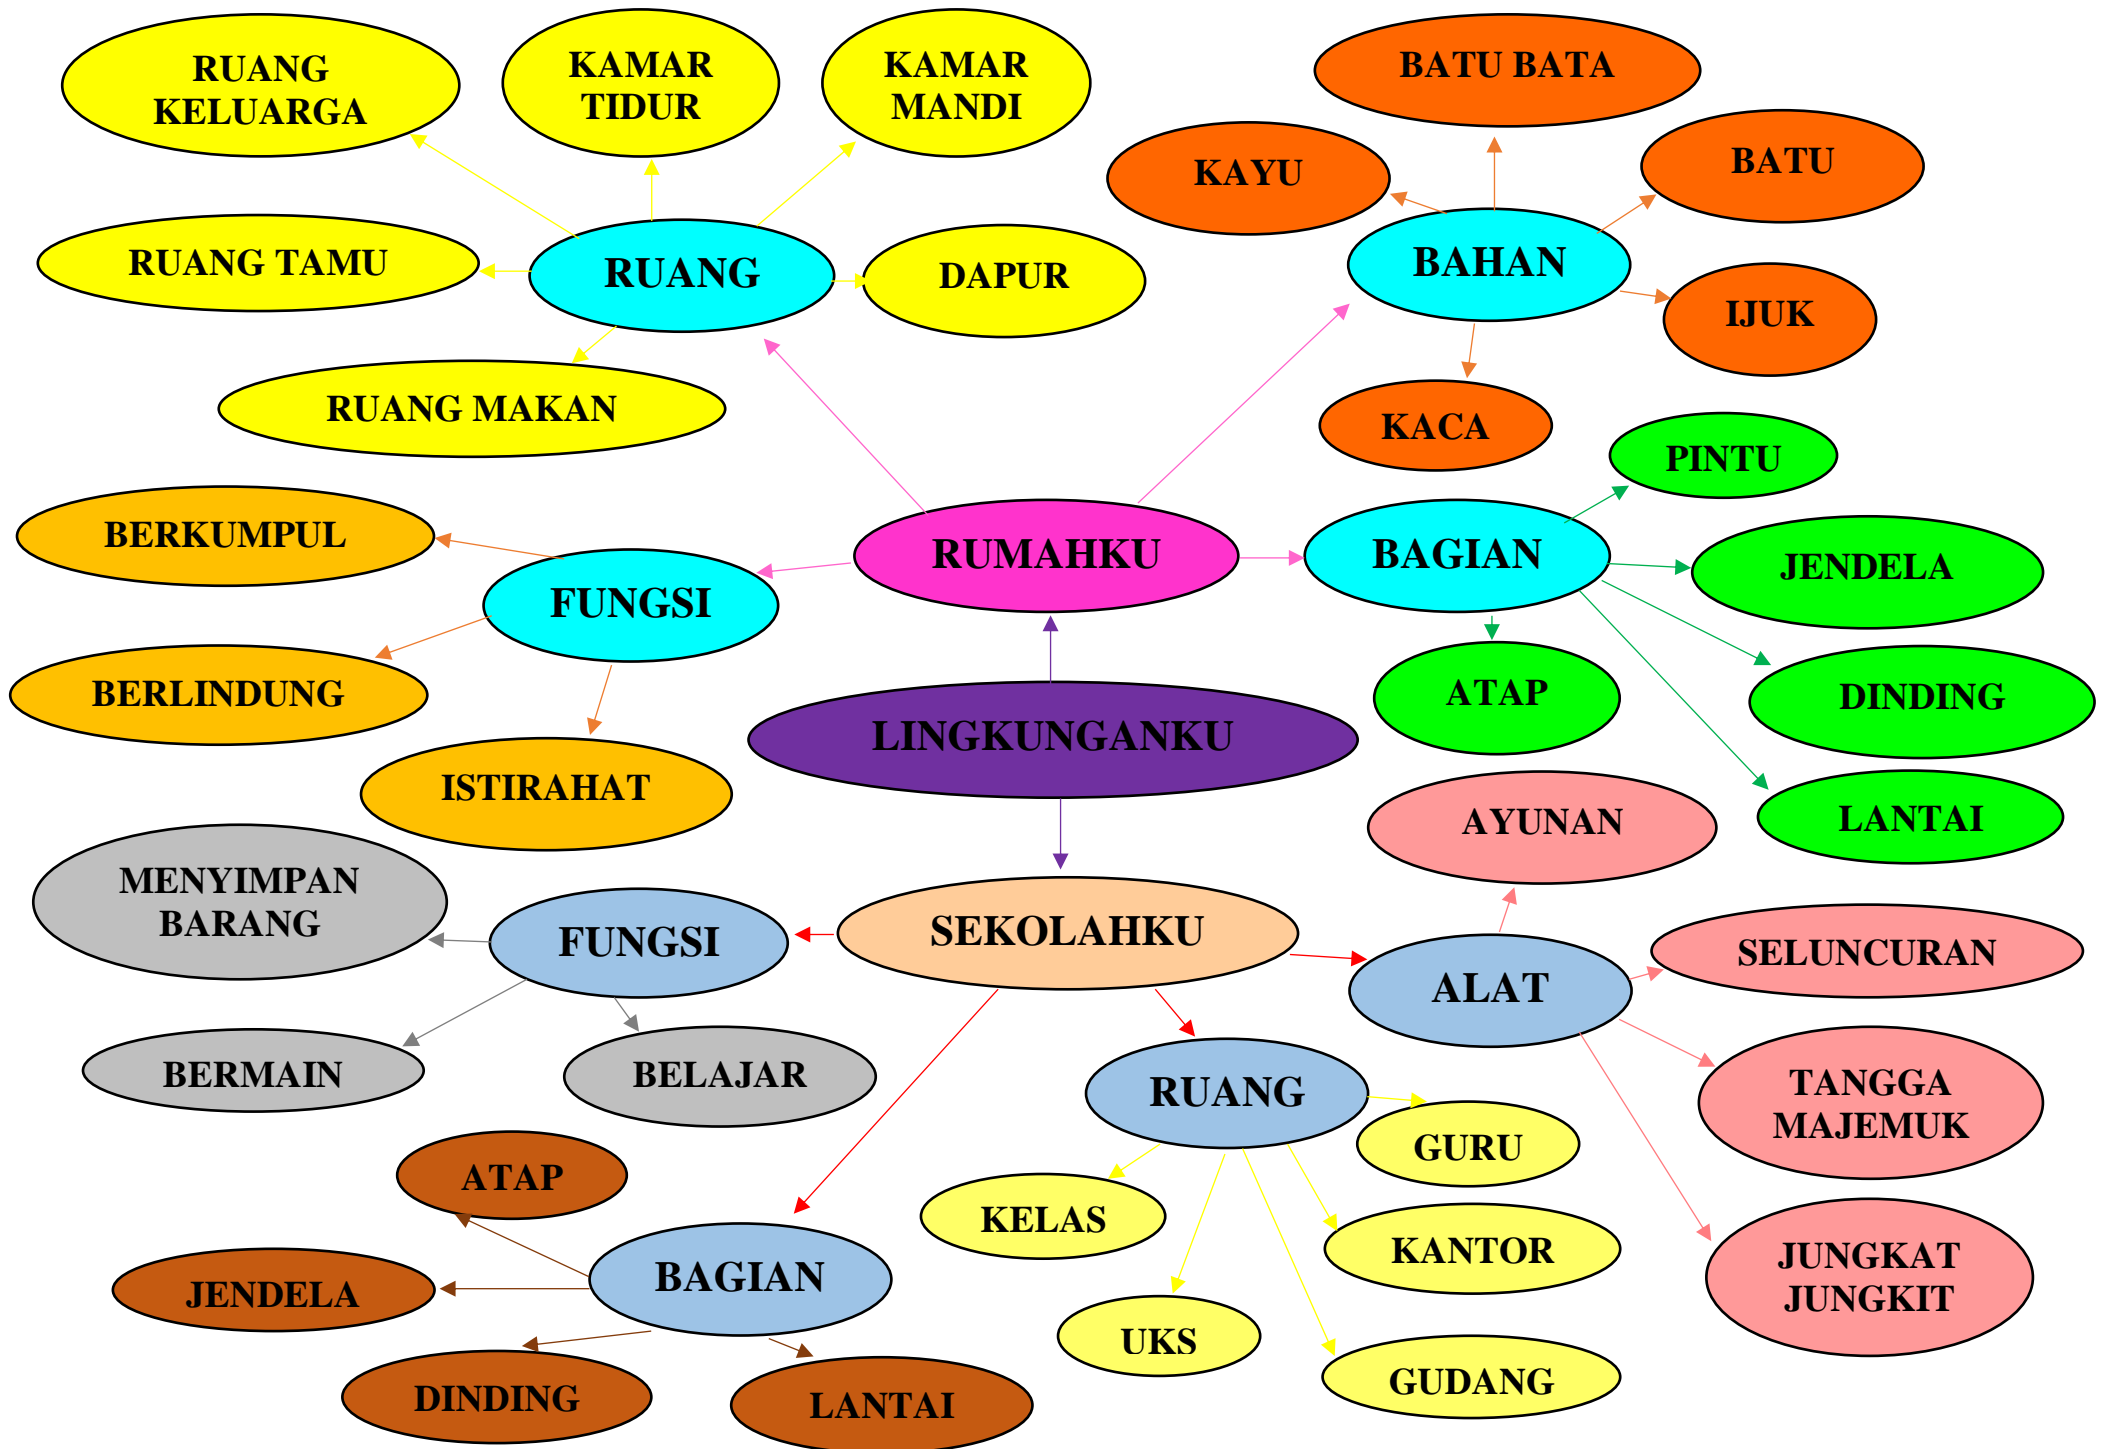 RUANG
KELUARGA
KAMAR
TIDUR
KAMAR
MANDI
BATU BATA
KAYU
BATU
RUANG TAMU
RUANG
DAPUR
BAHAN
IJUK
RUANG MAKAN
KACA
PINTU
BERKUMPUL
RUMAHKU
BAGIAN
JENDELA
FUNGSI
BERLINDUNG
ATAP
DINDING
LINGKUNGANKU
ISTIRAHAT
AYUNAN
LANTAI
MENYIMPAN
BARANG
FUNGSI
SEKOLAHKU
SELUNCURAN
ALAT
BERMAIN
BELAJAR
RUANG
TANGGA
MAJEMUK
GURU
ATAP
KELAS
KANTOR
JUNGKAT
JUNGKIT
JENDELA
BAGIAN
UKS
GUDANG
DINDING
LANTAI